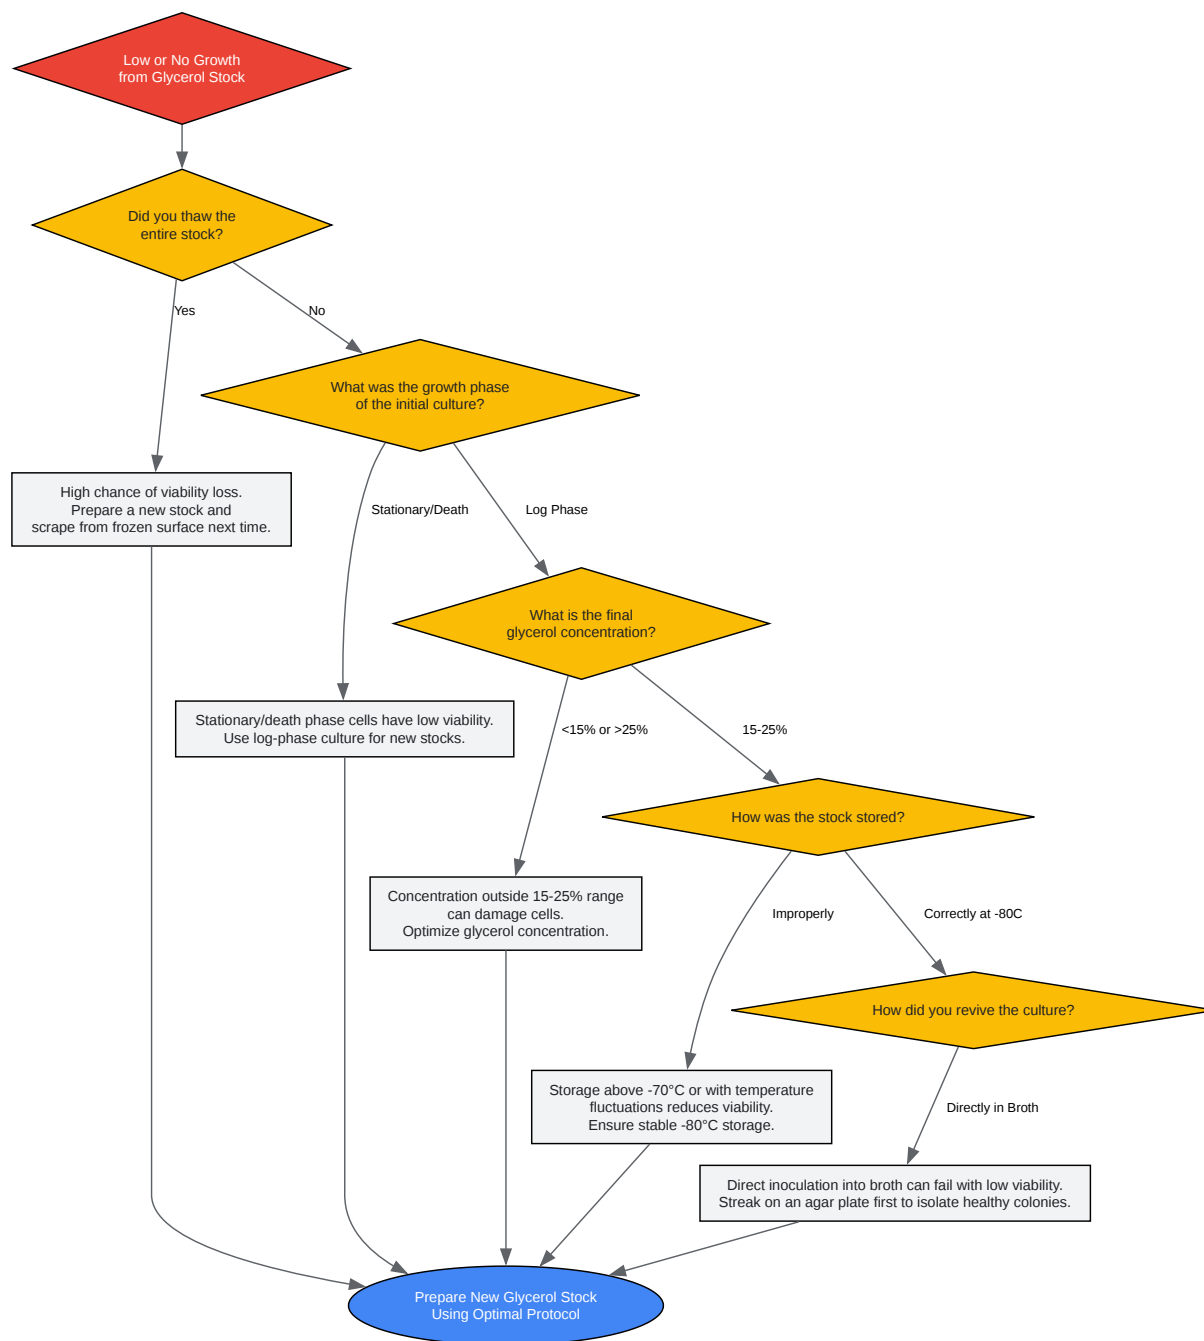 Low or No Growth
from Glycerol Stock
Did you thaw the
entire stock?
Yes
No
What was the growth phase
of the initial culture?
High chance of viability loss.
Prepare a new stock and
scrape from frozen surface next time.
Stationary/Death
Log Phase
What is the final
glycerol concentration?
Stationary/death phase cells have low viability.
Use log-phase culture for new stocks.
<15% or >25%
15-25%
How was the stock stored?
Concentration outside 15-25% range
can damage cells.
Optimize glycerol concentration.
Improperly
Correctly at -80C
How did you revive the culture?
Storage above -70°C or with temperature
fluctuations reduces viability.
Ensure stable -80°C storage.
Directly in Broth
Direct inoculation into broth can fail with low viability.
Streak on an agar plate first to isolate healthy colonies.
Prepare New Glycerol Stock
Using Optimal Protocol